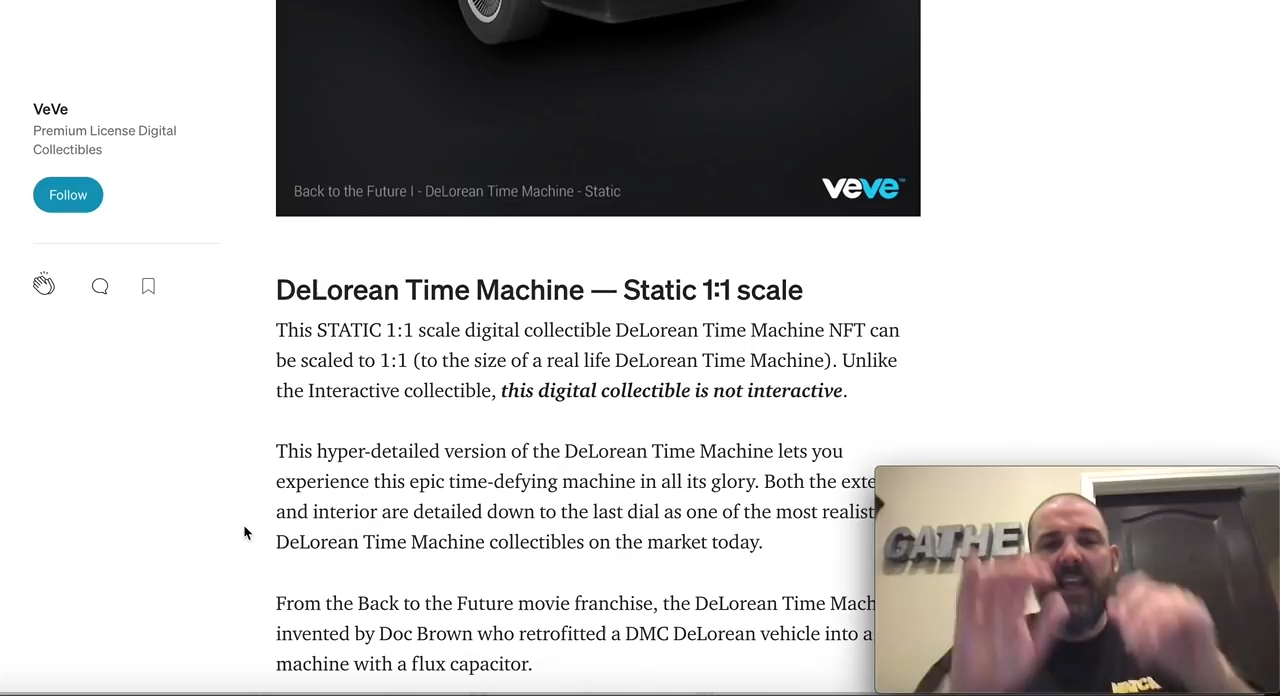 VeVe
Premium License Digital
Collectibles
Follow
Back to the Future I - DeLorean Time Machine - Static
veve™
DeLorean Time Machine — Static 1:1 scale
This STATIC 1:1 scale digital collectible DeLorean Time Machine NFT can
be scaled to 1:1 (to the size of a real life DeLorean Time Machine). Unlike
the Interactive collectible, this digital collectible is not interactive.
This hyper-detailed version of the DeLorean Time Machine lets you
experience this epic time-defying machine in all its glory. Both the exte
and interior are detailed down to the last dial as one of the most realist
DeLorean Time Machine collectibles on the market today.
From the Back to the Future movie franchise, the DeLorean Time Mach
invented by Doc Brown who retrofitted a DMC DeLorean vehicle into a
machine with a flux capacitor.
GATHE